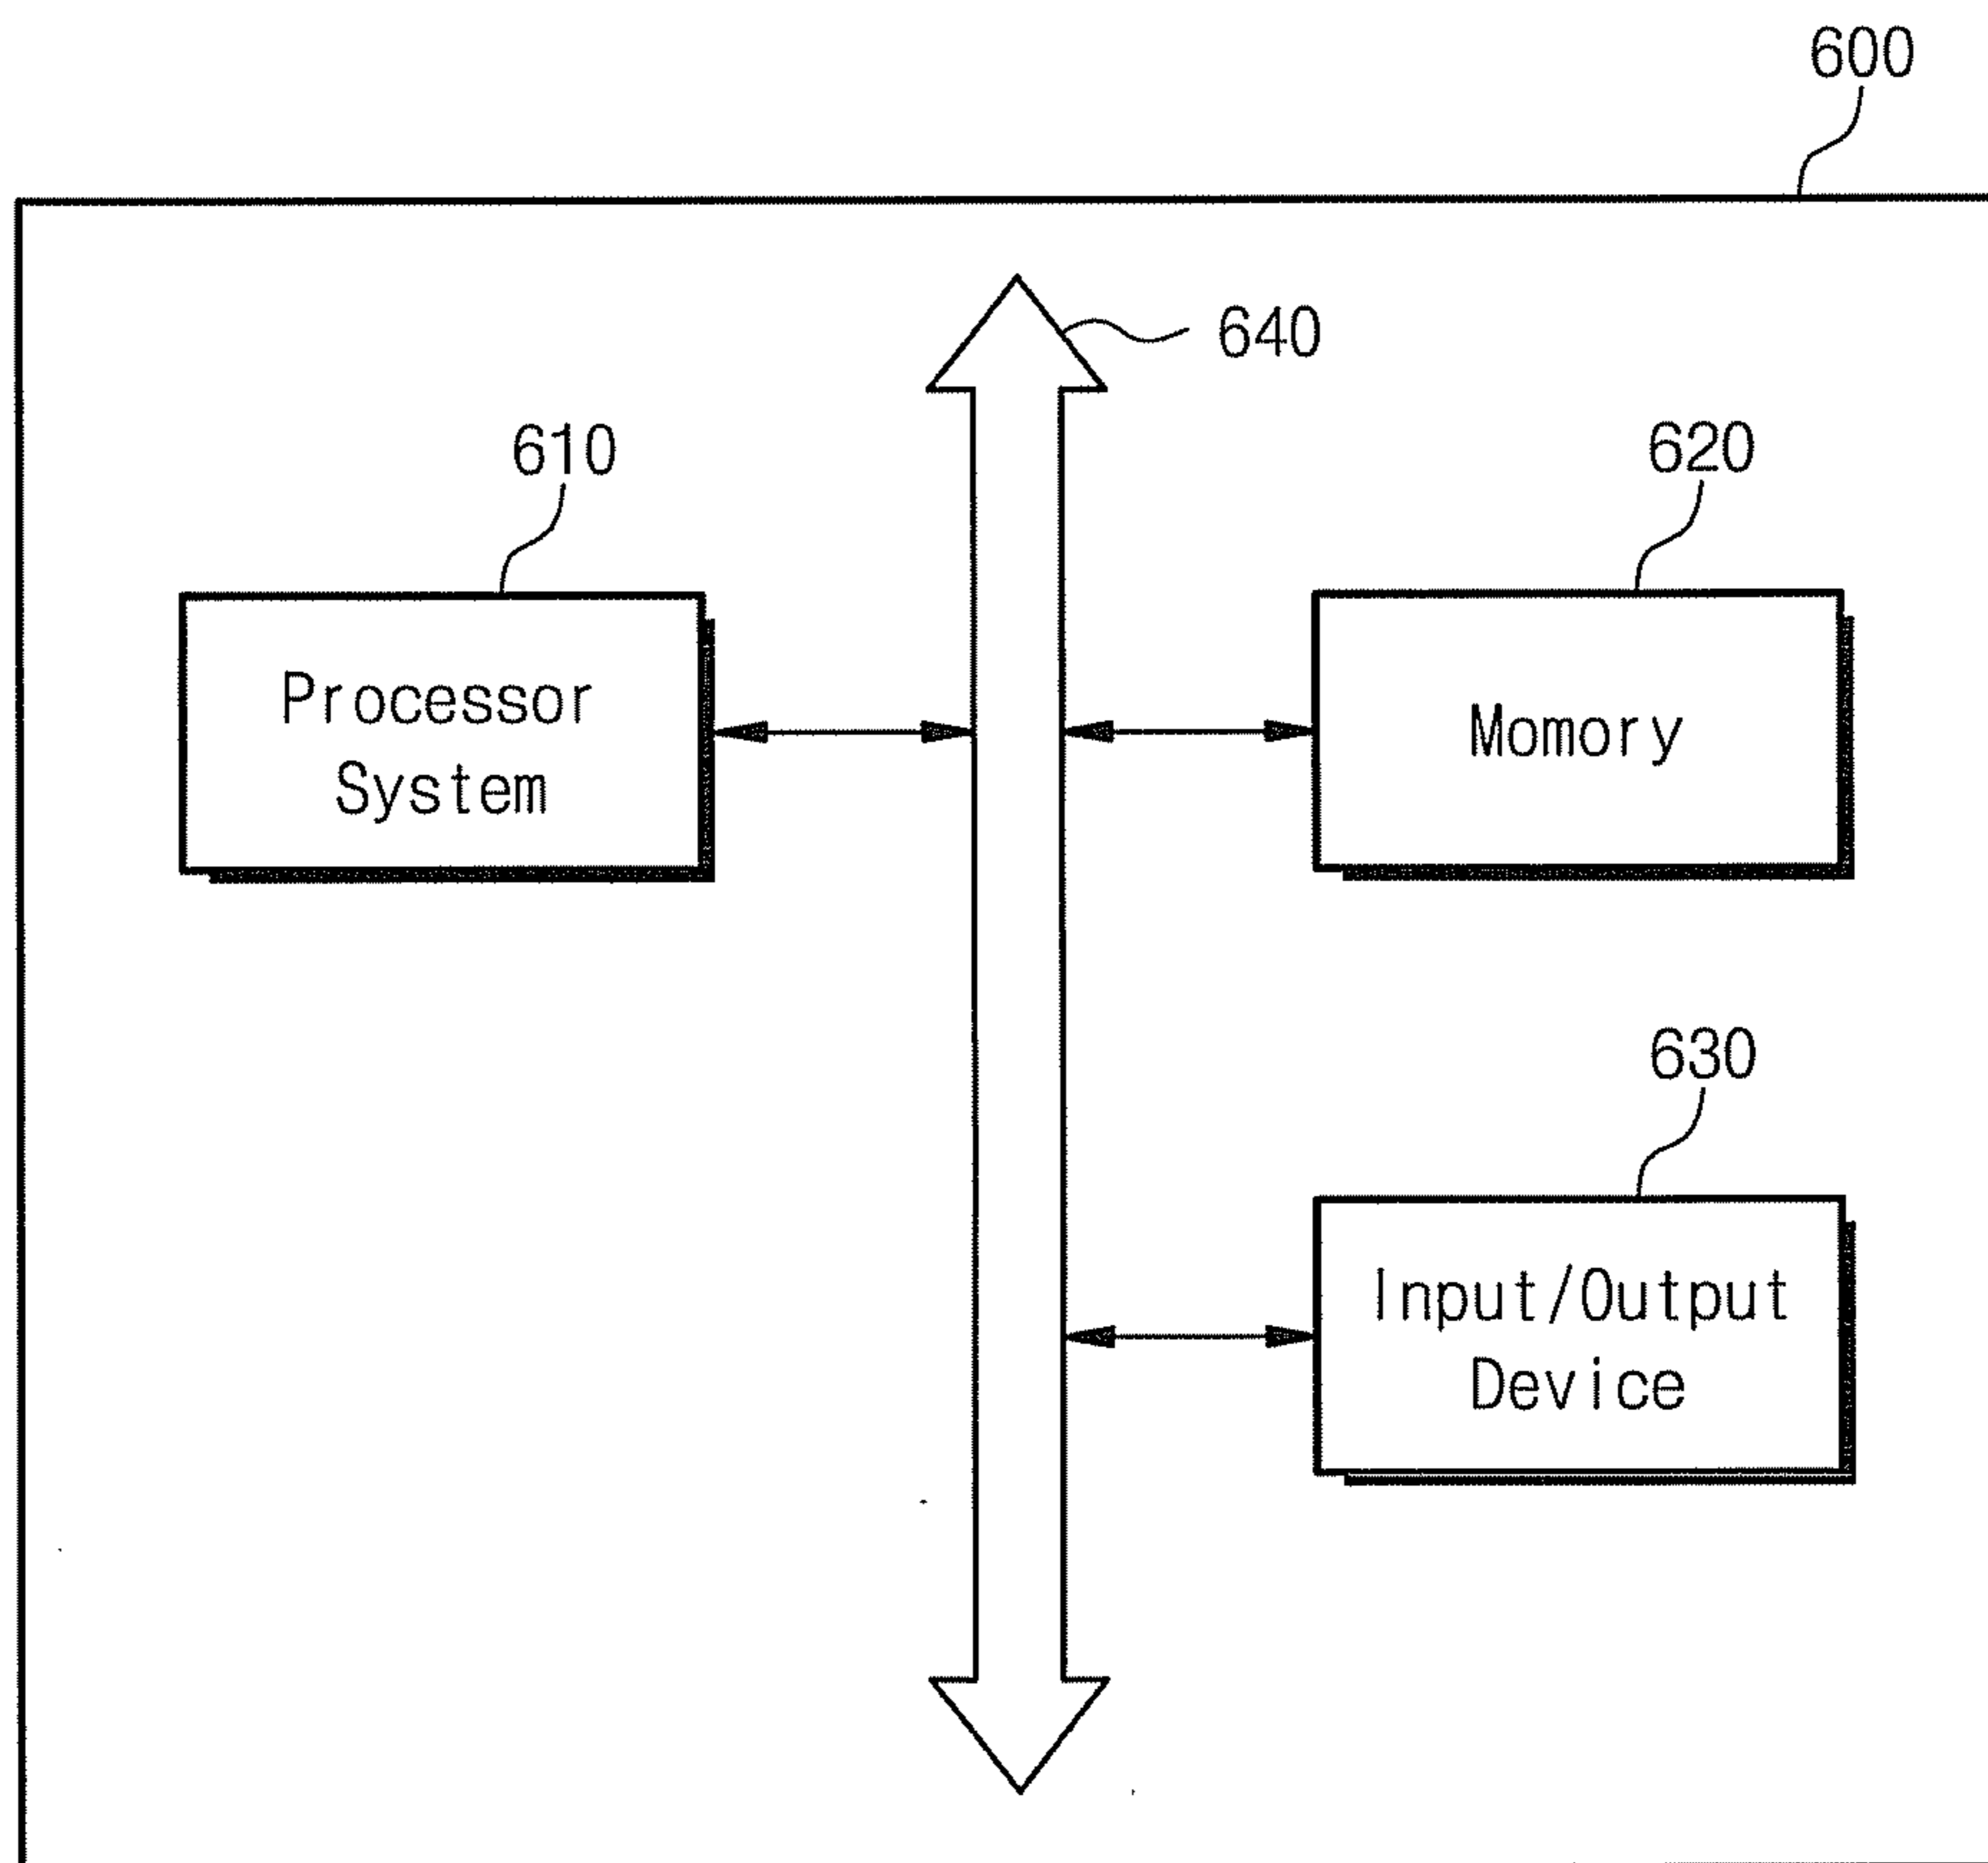 600
640
610
620
Processor
System
Momory
630
Input/Output
Device